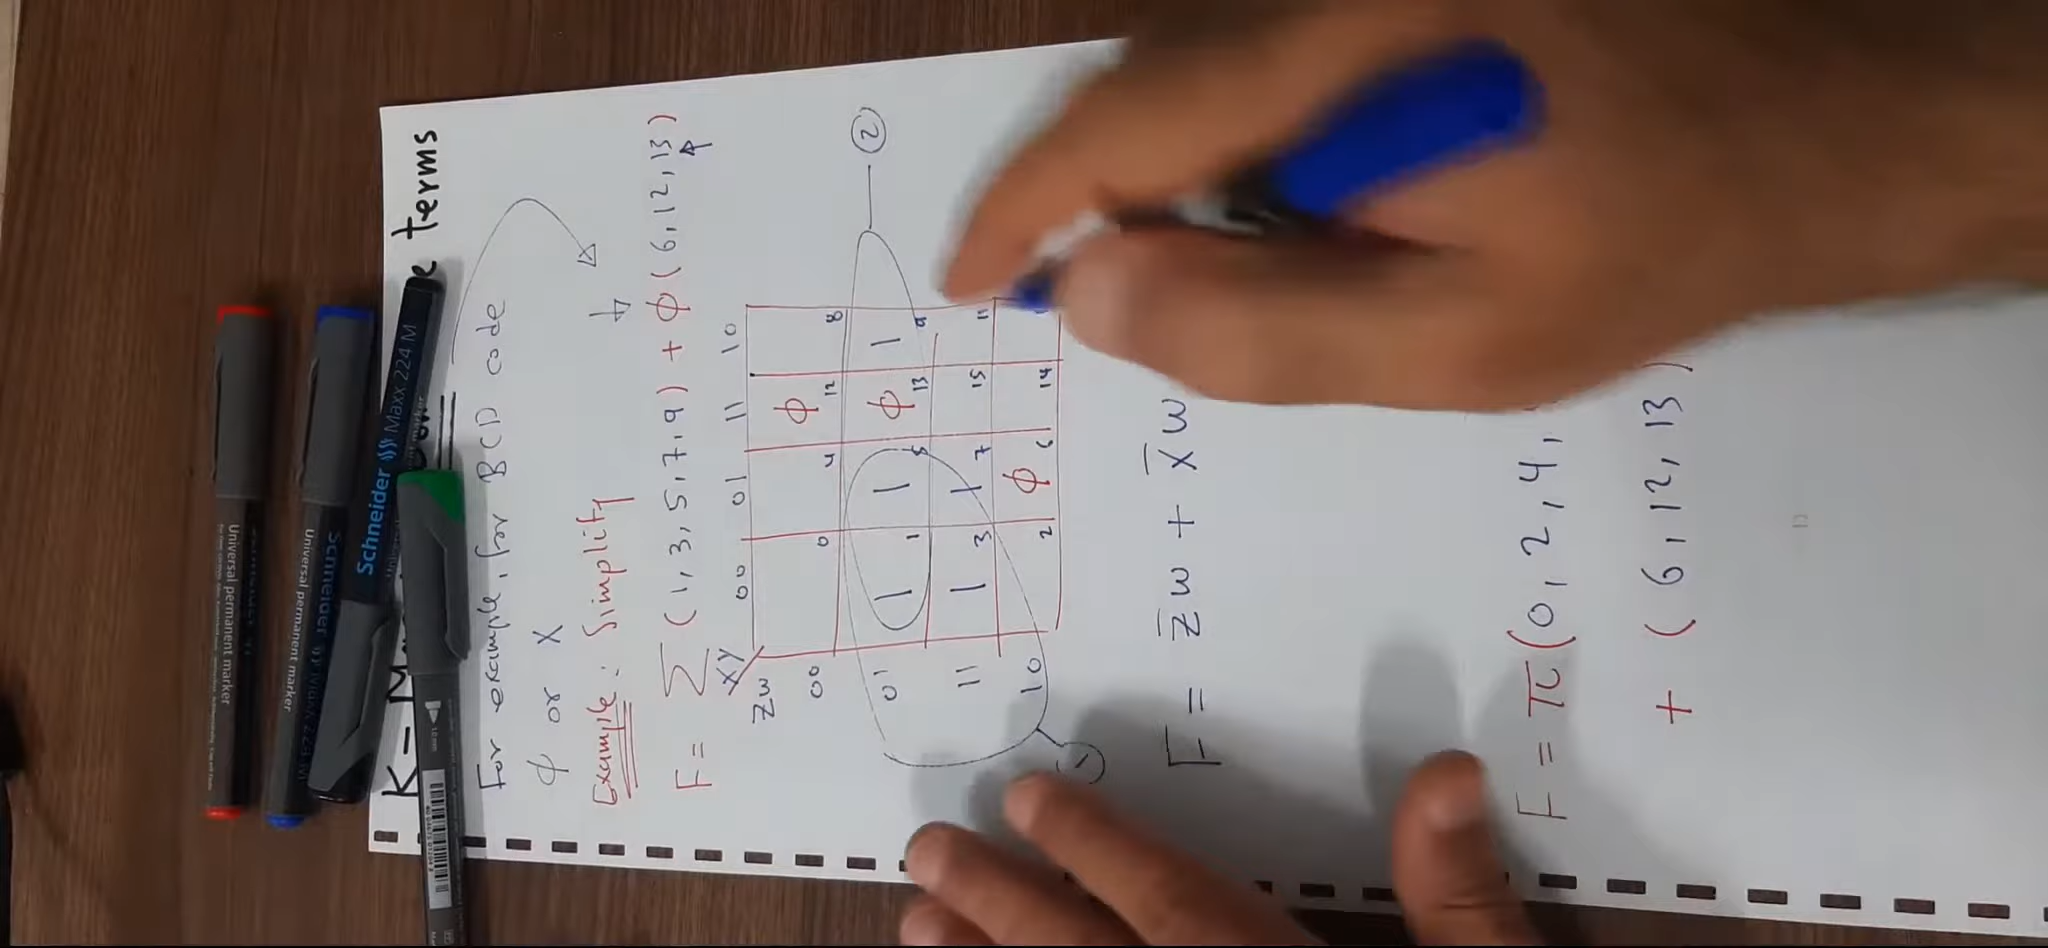 terms
For example, for BCD code
ϕ or X
Example: Simplify
F = ∑ (1, 3, 5, 7, 9) + ϕ (6, 12, 13)
XY
ZW
00 01 11 10
00 0 4 ϕ 12 8
01 1 1 1 5 ϕ 13 1 9
11 1 3 1 7 15 11
10 2 ϕ 6 14
1
2
F = z̅w + x̅w
F = π (0, 2, 4,
+ (6, 12, 13)
Schneider Maxx 224 M
Universal permanent marker
Universal permanent marker